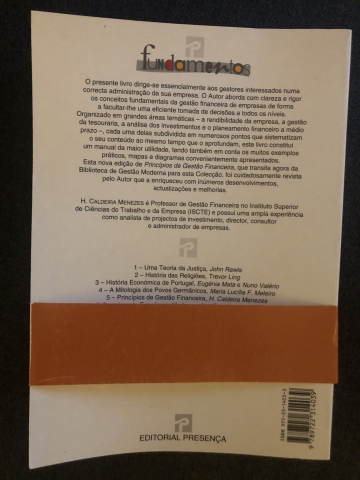 fundamentos
O presente livro dirige-se essencialmente aos gestores interessados numa
correcta administração da sua empresa. O Autor aborda com clareza e rigor
os conceitos fundamentais da gestão financeira de empresas de forma
a facultar-lhe uma eficiente tomada de decisões a todos os níveis.
Organizado em grandes áreas temáticas – a rendibilidade da empresa, a gestão
da tesouraria, a análise dos investimentos e o planeamento financeiro a médio
prazo –, cada uma delas subdividida em numerosos pontos que sistematizam
o seu conteúdo ao mesmo tempo que o aprofundam, este livro constitui
um manual da maior utilidade, tendo também em conta os muitos exemplos
práticos, mapas e diagramas convenientemente apresentados.
Esta nova edição de Princípios de Gestão Financeira, que transita agora da
Biblioteca de Gestão Moderna para esta Colecção, foi cuidadosamente revista
pelo Autor que a enriqueceu com inúmeros desenvolvimentos,
actualizações e melhorias.
H. CALDEIRA MENEZES é Professor de Gestão Financeira no Instituto Superior
de Ciências do Trabalho e da Empresa (ISCTE) e possui uma ampla experiência
como analista de projectos de investimento, director, consultor
e administrador de empresas.
1 – Uma Teoria da Justiça, John Rawls
2 – História das Religiões, Trevor Ling
3 – História Económica de Portugal, Eugénia Mata e Nuno Valério
4 – A Mitologia dos Povos Germânicos, Maria Lucília F. Meleiro
5 – Princípios de Gestão Financeira, H. Caldeira Menezes
ISBN 972-23-1403-1
9 789722 314039
EDITORIAL PRESENÇA